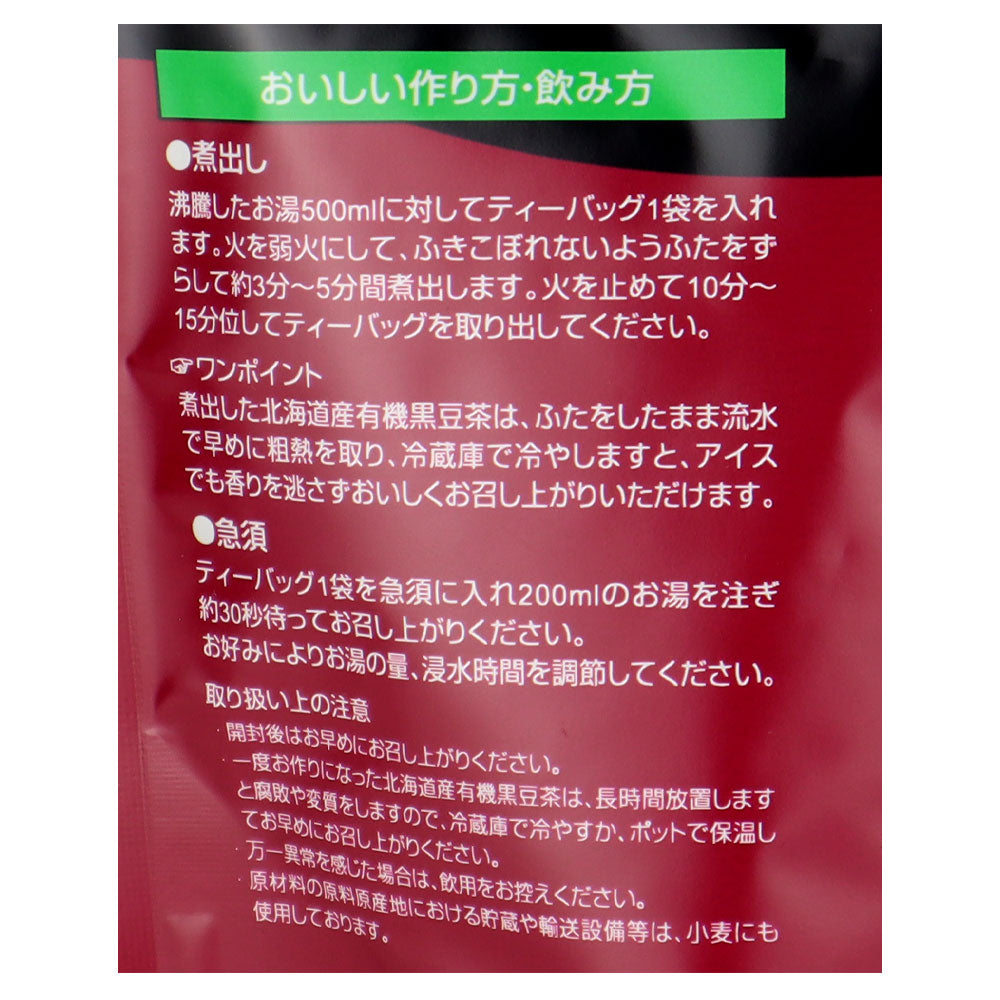 おいしい作り方・飲み方
●煮出し
沸騰したお湯500mlに対してティーバッグ1袋を入れ
ます。火を弱火にして、ふきこぼれないようふたをず
らして約3分～5分間煮出します。火を止めて10分～
15分位してティーバッグを取り出してください。
☞ワンポイント
煮出した北海道産有機黒豆茶は、ふたをしたまま流水
で早めに粗熱を取り、冷蔵庫で冷やしますと、アイス
でも香りを逃さずおいしくお召し上がりいただけます。
●急須
ティーバッグ1袋を急須に入れ200mlのお湯を注ぎ
約30秒待ってお召し上がりください。
お好みによりお湯の量、浸水時間を調節してください。
取り扱い上の注意
・開封後はお早めにお召し上がりください。
・一度お作りになった北海道産有機黒豆茶は、長時間放置します
と腐敗や変質をしますので、冷蔵庫で冷やすか、ポットで保温し
てお早めにお召し上がりください。
・万一異常を感じた場合は、飲用をお控えください。
・原材料の原料原産地における貯蔵や輸送設備等は、小麦にも
使用しております。